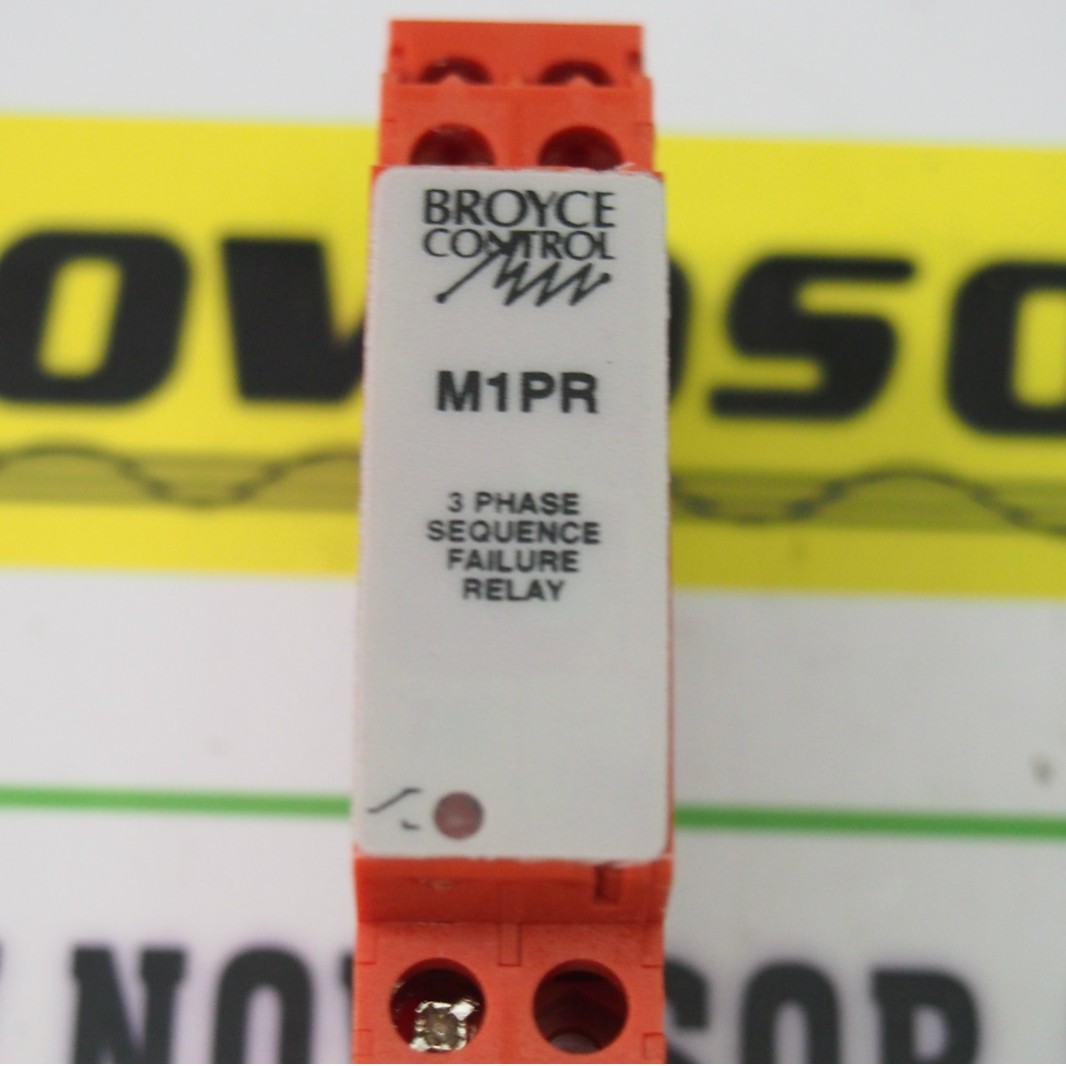 BROYCE
CONTROL
M1PR
3 PHASE
SEQUENCE
FAILURE
RELAY